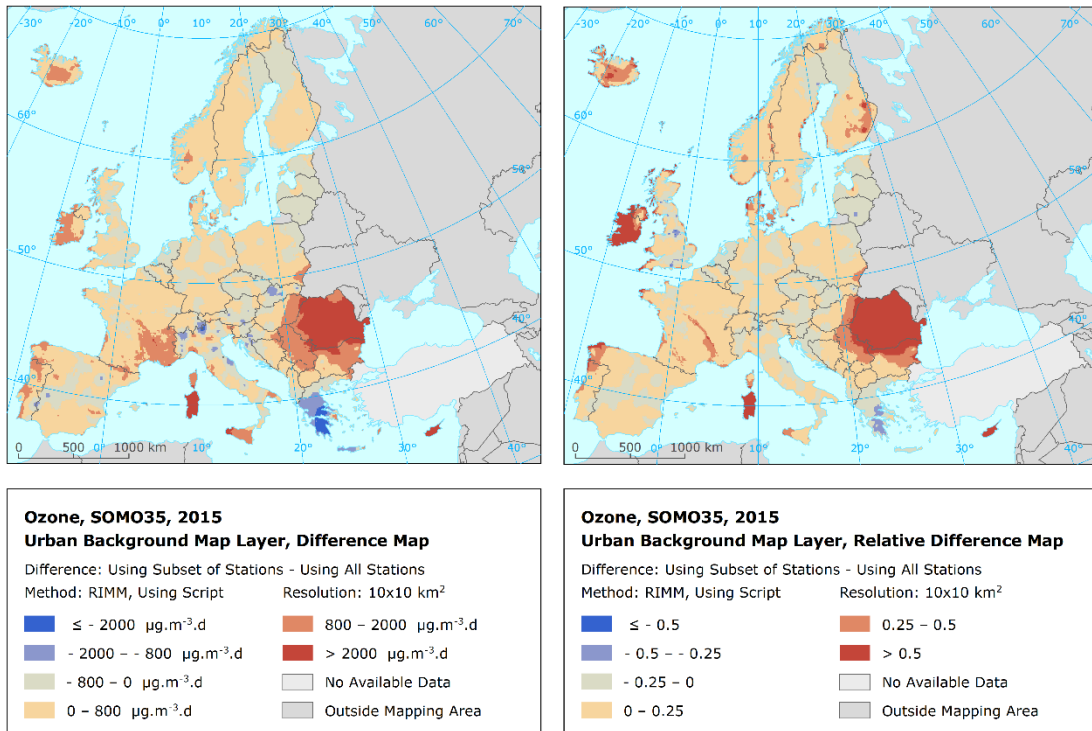 -30° -20° -10° 0° 10° 20° 30° 40° 50° 60° 70°
60°
50°
40°
60°
50°
40°
0 500 0° 1000 km 10° 20° 30° 40°
-30° -20° -10° 0° 10° 20° 30° 40° 50° 60° 70°
60°
50°
40°
60°
50°
40°
0 500 0° 1000 km 10° 20° 30° 40°
Ozone, SOMO35, 2015
Urban Background Map Layer, Difference Map
Difference: Using Subset of Stations - Using All Stations
Method: RIMM, Using Script Resolution: 10x10 km²
≤ - 2000 µg.m⁻³.d 800 – 2000 µg.m⁻³.d
- 2000 – - 800 µg.m⁻³.d > 2000 µg.m⁻³.d
- 800 – 0 µg.m⁻³.d No Available Data
0 – 800 µg.m⁻³.d Outside Mapping Area
Ozone, SOMO35, 2015
Urban Background Map Layer, Relative Difference Map
Difference: Using Subset of Stations - Using All Stations
Method: RIMM, Using Script Resolution: 10x10 km²
≤ - 0.5 0.25 – 0.5
- 0.5 – - 0.25 > 0.5
- 0.25 – 0 No Available Data
0 – 0.25 Outside Mapping Area